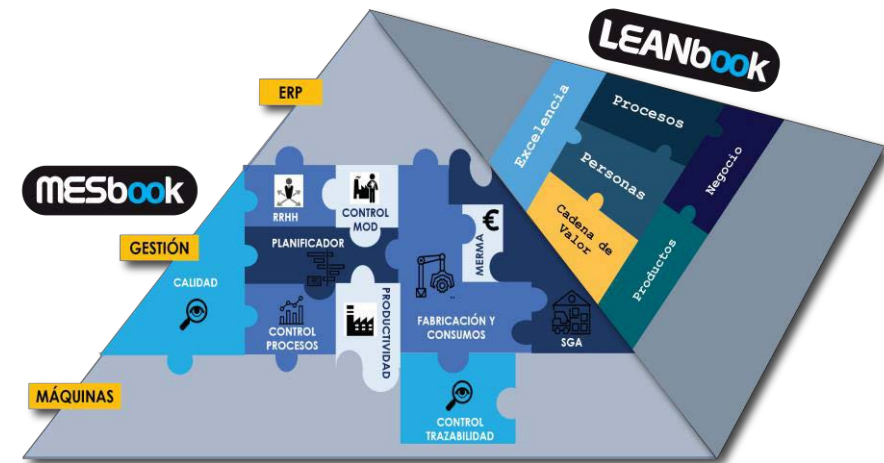 LEANbook
ERP
Excelencia
Procesos
Personas
Negocio
Cadena de
Valor
Productos
MESbook
GESTIÓN
RRHH
CONTROL
MOD
€
MERMA
PLANIFICADOR
CALIDAD
CONTROL
PROCESOS
PRODUCTIVIDAD
FABRICACIÓN Y
CONSUMOS
SGA
MÁQUINAS
CONTROL
TRAZABILIDAD